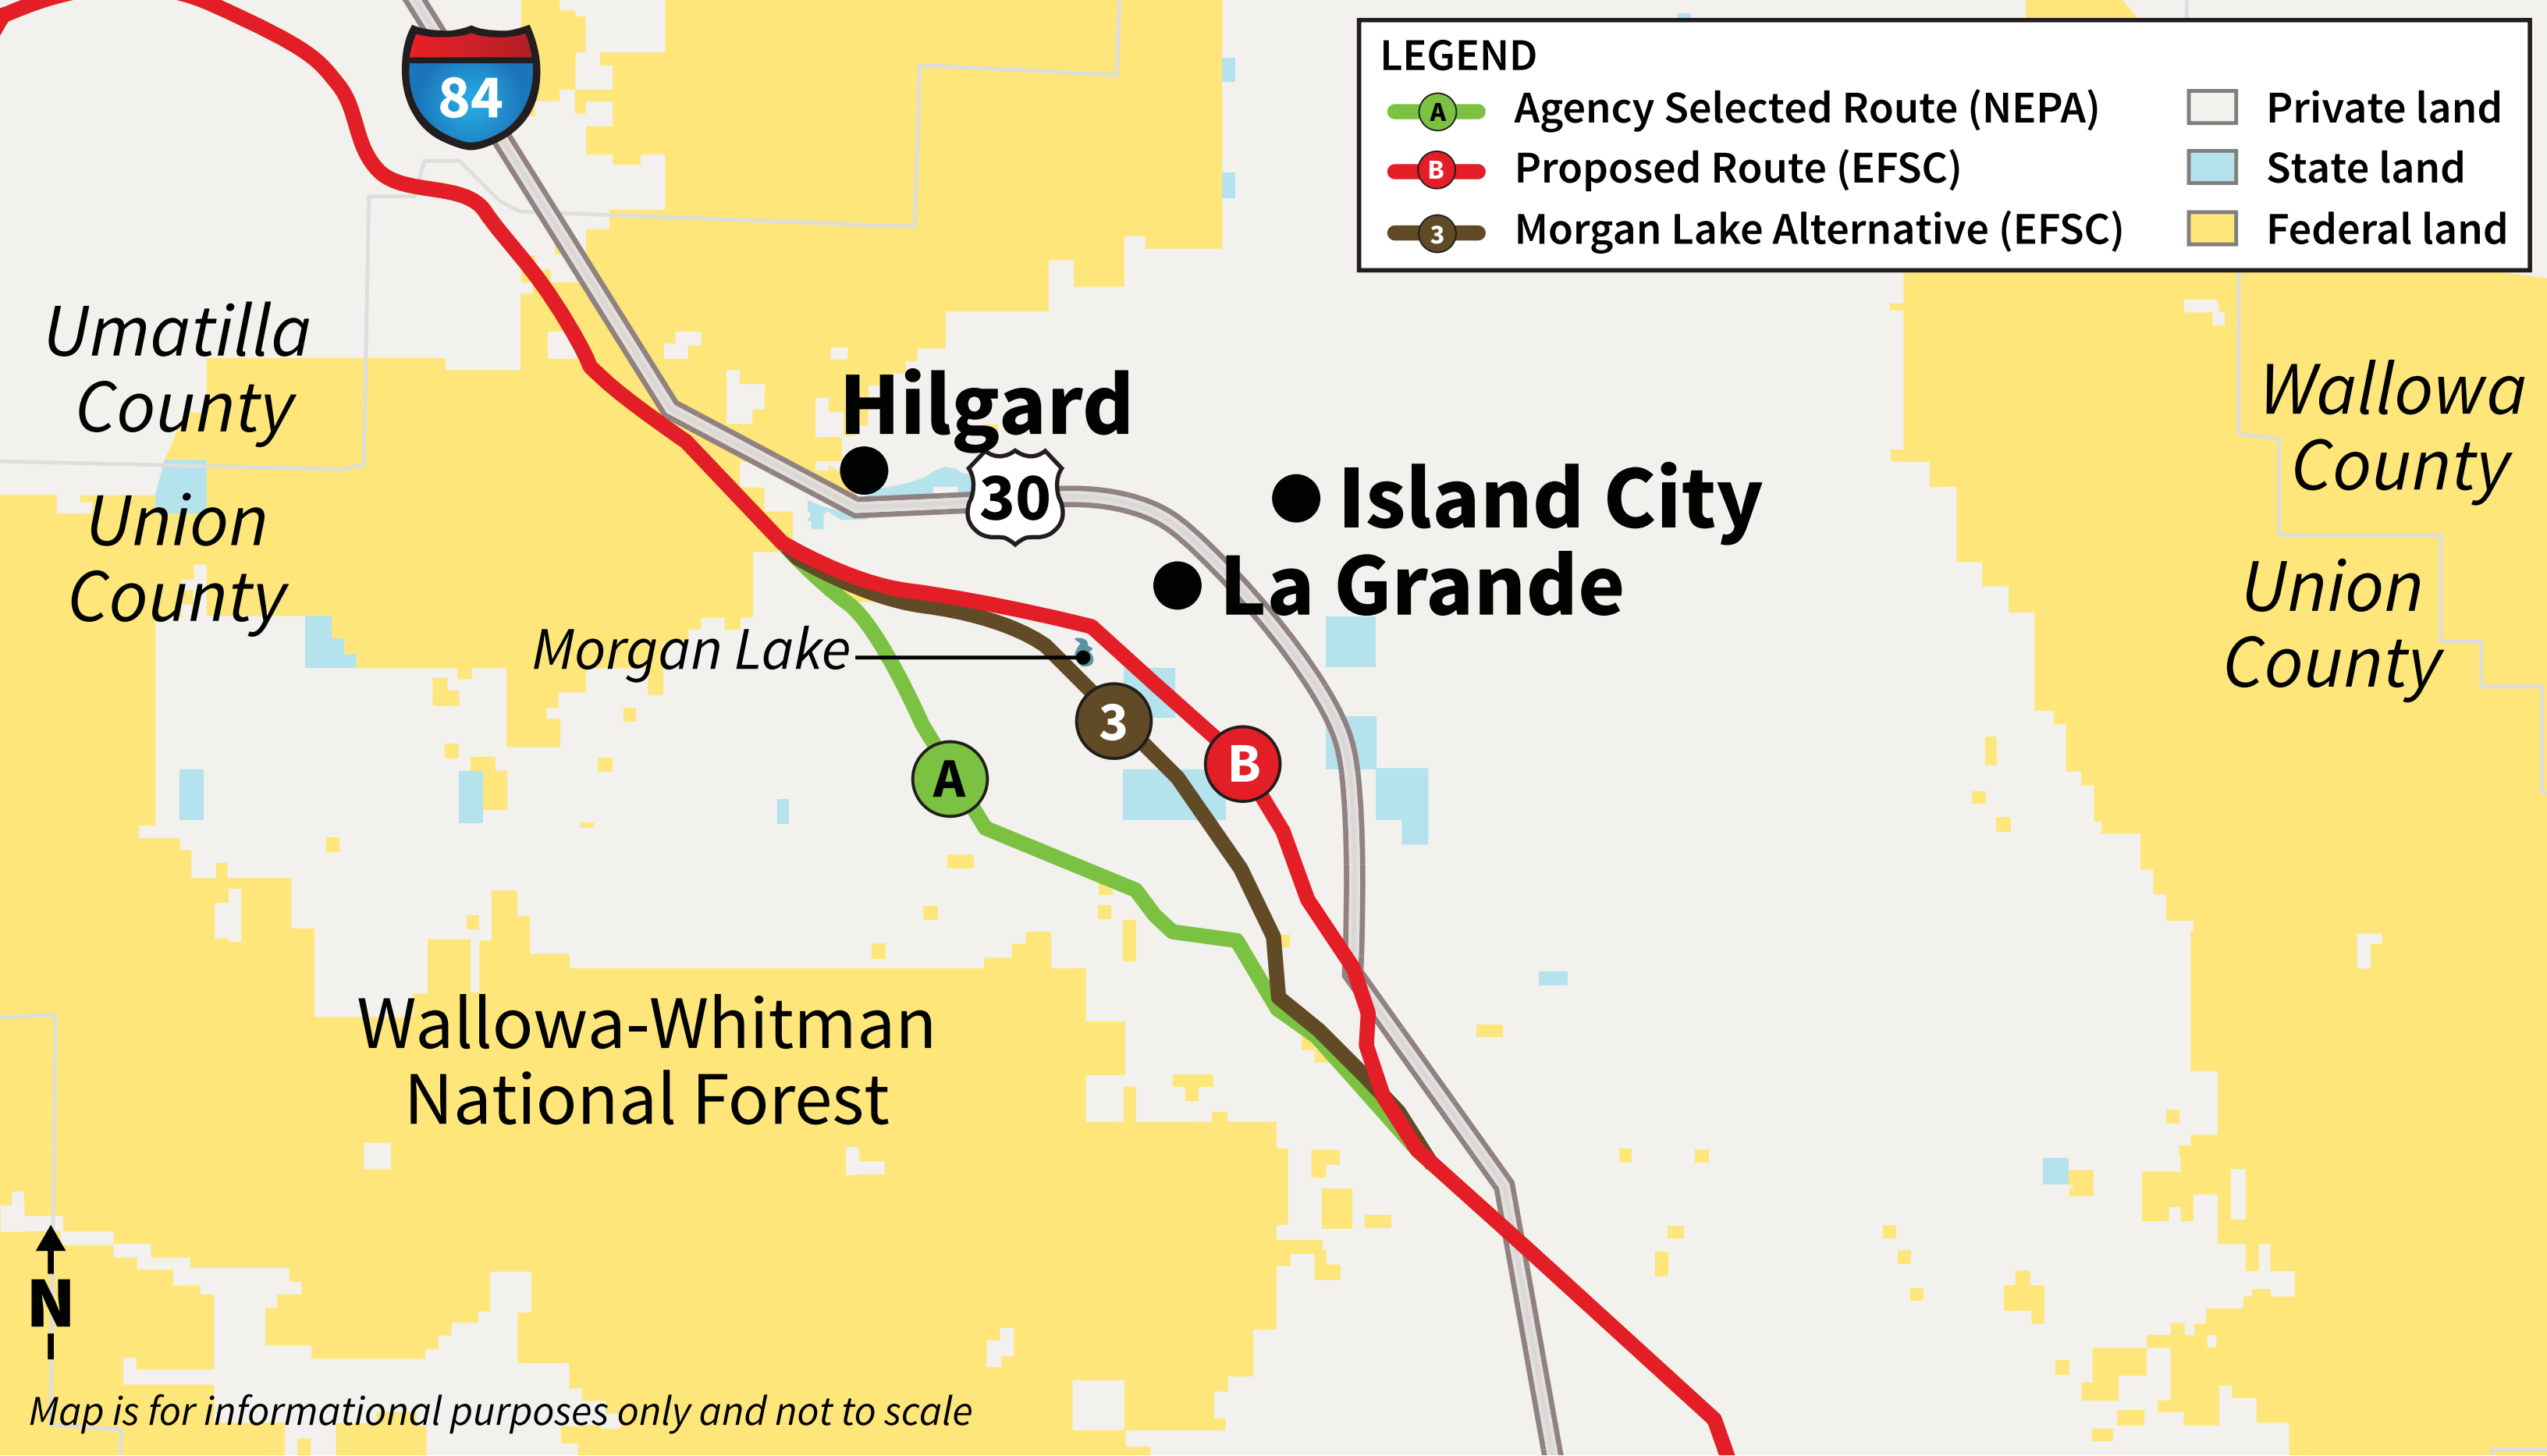 84
LEGEND
A Agency Selected Route (NEPA)
B Proposed Route (EFSC)
3 Morgan Lake Alternative (EFSC)
Private land
State land
Federal land
Umatilla
County
Union
County
Hilgard
30
Island City
La Grande
Wallowa
County
Union
County
Morgan Lake
3
B
A
Wallowa-Whitman
National Forest
N
Map is for informational purposes only and not to scale